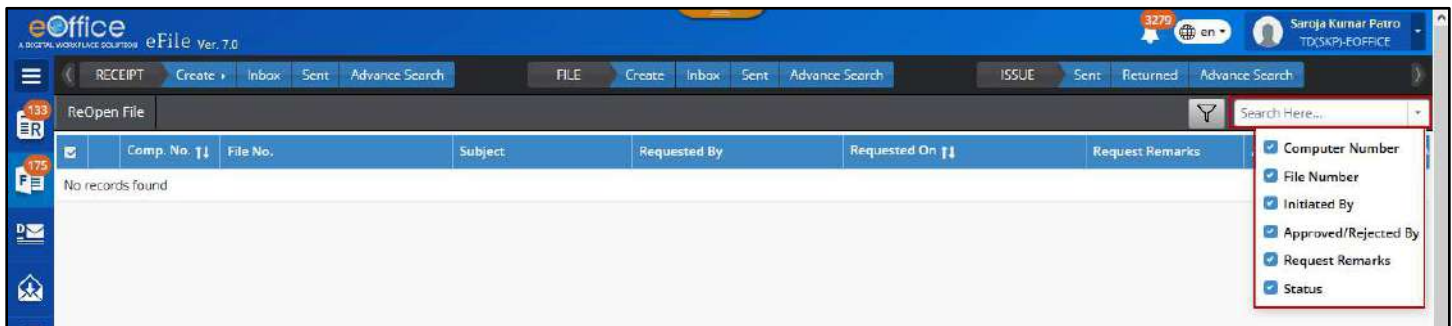 eOffice
A DIGITAL WORKPLACE SOLUTION eFile Ver. 7.0
3279
en
Saroja Kumar Patro
TD(SKP)-EOFFICE
RECEIPT Create Inbox Sent Advance Search FILE Create Inbox Sent Advance Search ISSUE Sent Returned Advance Search
133
R
ReOpen File
Search Here...
Comp. No. File No. Subject Requested By Requested On Request Remarks
175
F
No records found
D
Computer Number
File Number
Initiated By
Approved/Rejected By
Request Remarks
Status